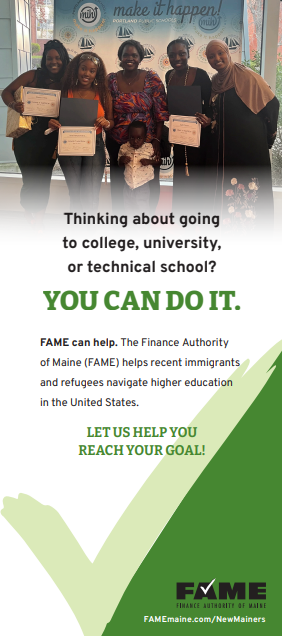 make it happen!
PORTLAND PUBLIC SCHOOLS
Thinking about going
to college, university,
or technical school?
YOU CAN DO IT.
FAME can help. The Finance Authority
of Maine (FAME) helps recent immigrants
and refugees navigate higher education
in the United States.
LET US HELP YOU
REACH YOUR GOAL!
FAME
FINANCE AUTHORITY OF MAINE
FAMEmaine.com/NewMainers